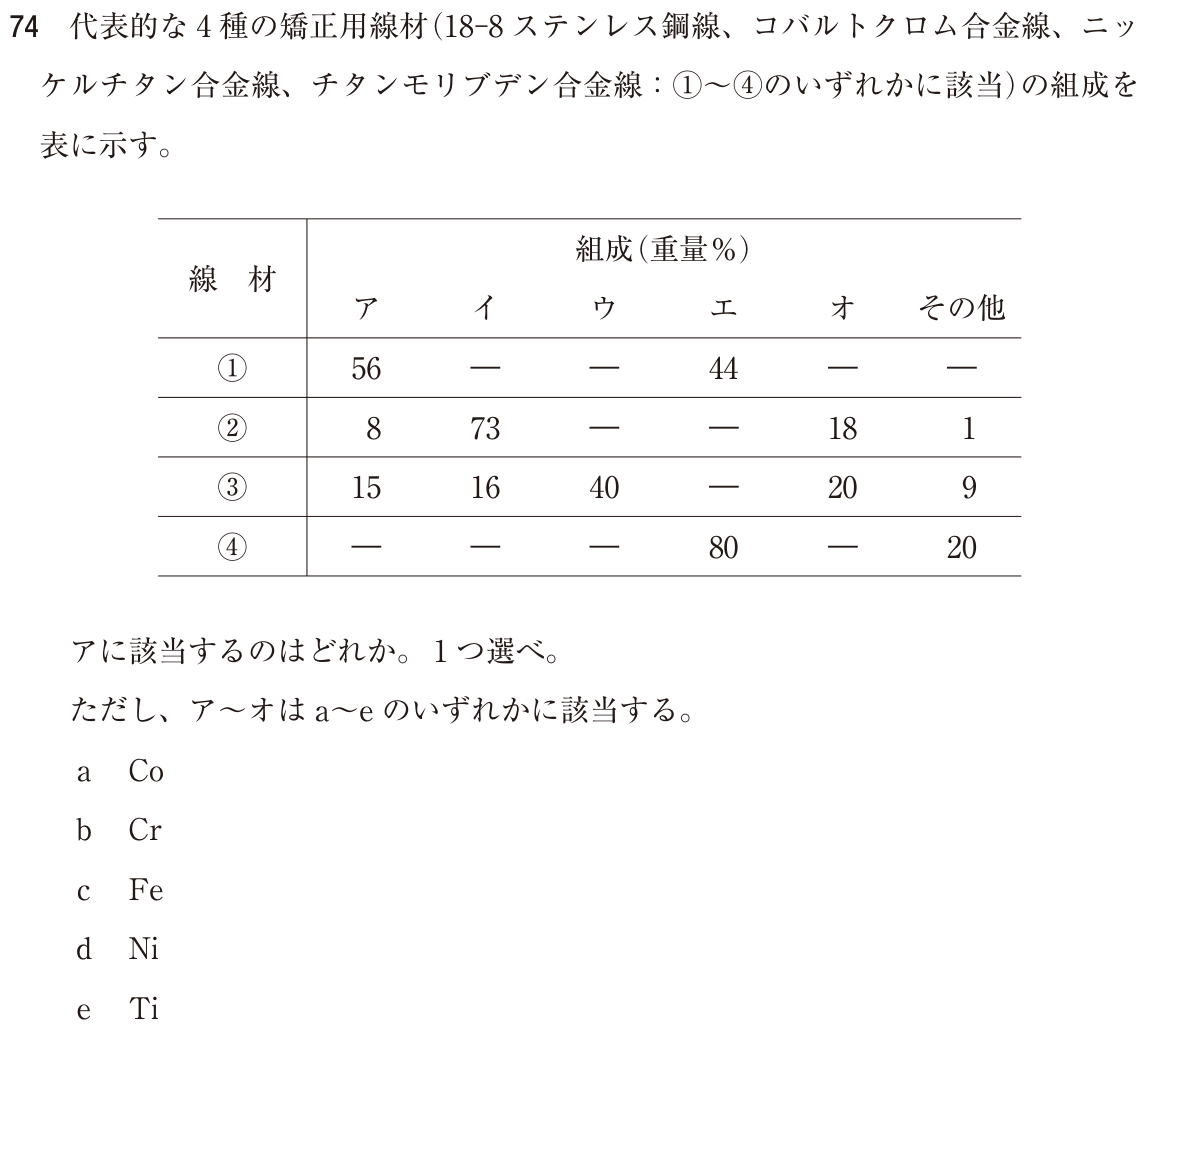 74 代表的な4種の矯正用線材(18-8ステンレス鋼線、コバルトクロム合金線、ニッ
ケルチタン合金線、チタンモリブデン合金線：①〜④のいずれかに該当)の組成を
表に示す。
線 材
組成(重量%)
ア イ ウ エ オ その他
① 56 ― ― 44 ― ―
② 8 73 ― ― 18 1
③ 15 16 40 ― 20 9
④ ― ― ― 80 ― 20
アに該当するのはどれか。1つ選べ。
ただし、ア〜オはa〜eのいずれかに該当する。
a Co
b Cr
c Fe
d Ni
e Ti